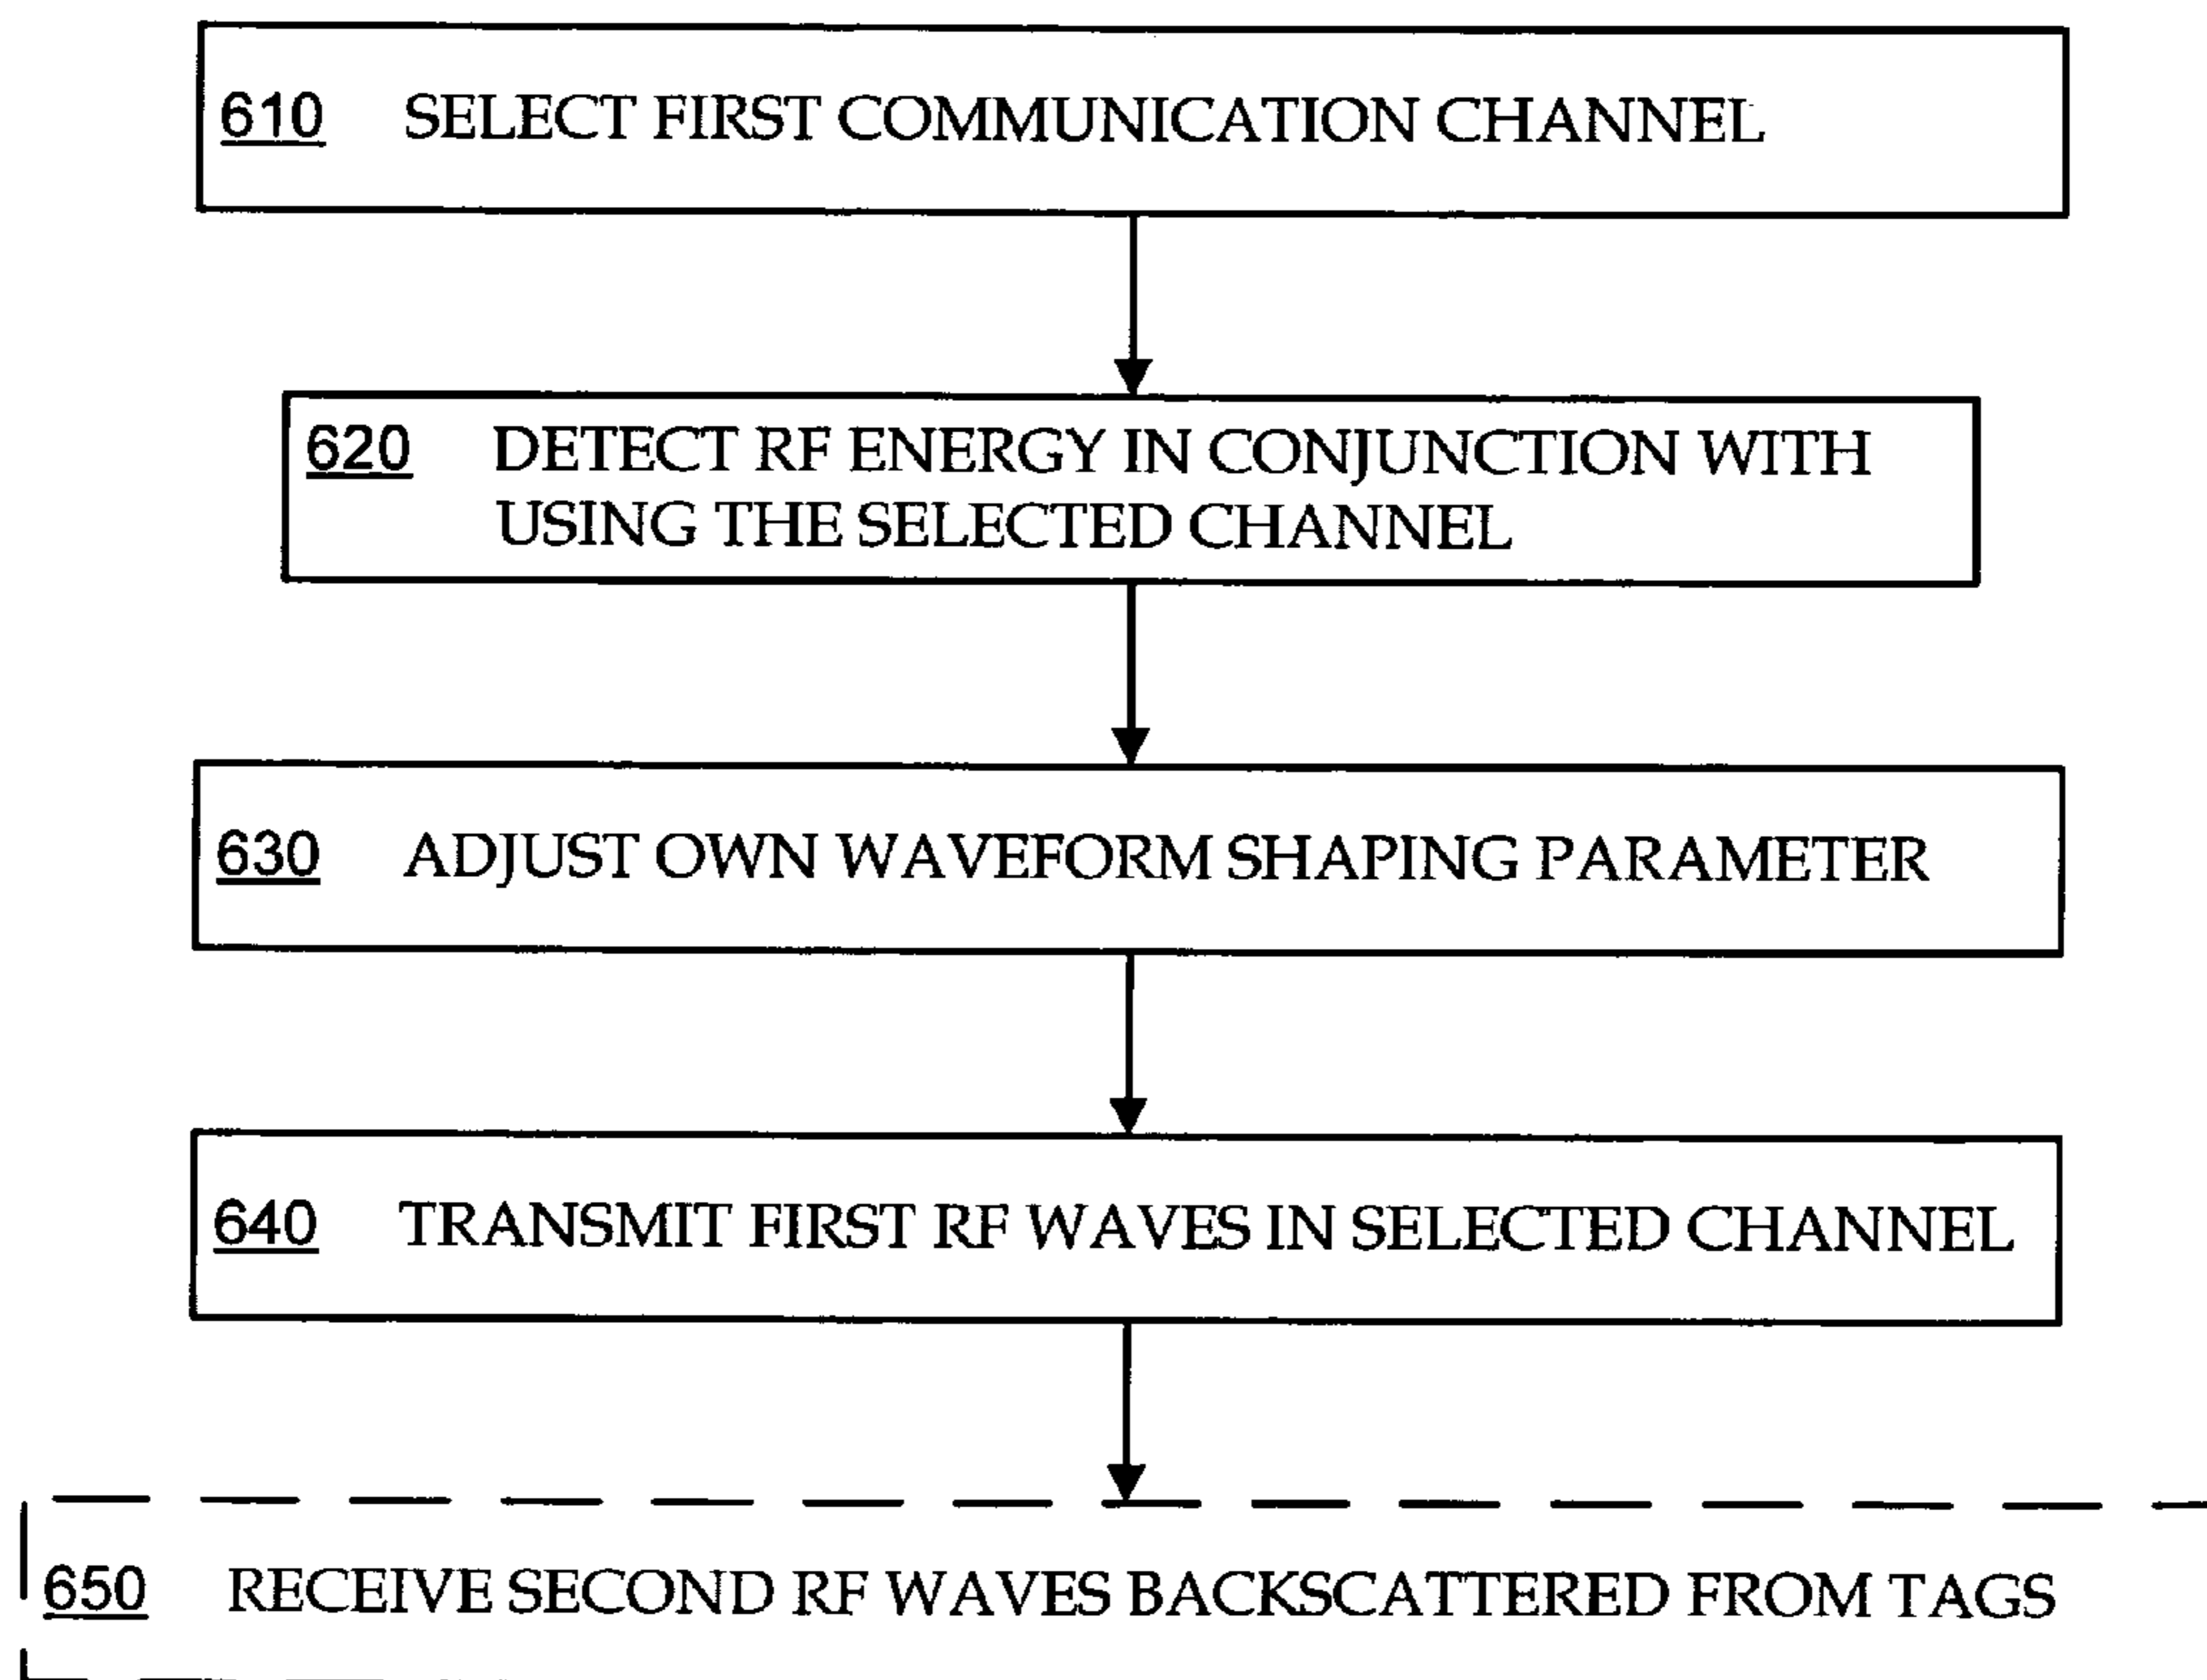 610 SELECT FIRST COMMUNICATION CHANNEL
620 DETECT RF ENERGY IN CONJUNCTION WITH
USING THE SELECTED CHANNEL
630 ADJUST OWN WAVEFORM SHAPING PARAMETER
640 TRANSMIT FIRST RF WAVES IN SELECTED CHANNEL
650 RECEIVE SECOND RF WAVES BACKSCATTERED FROM TAGS